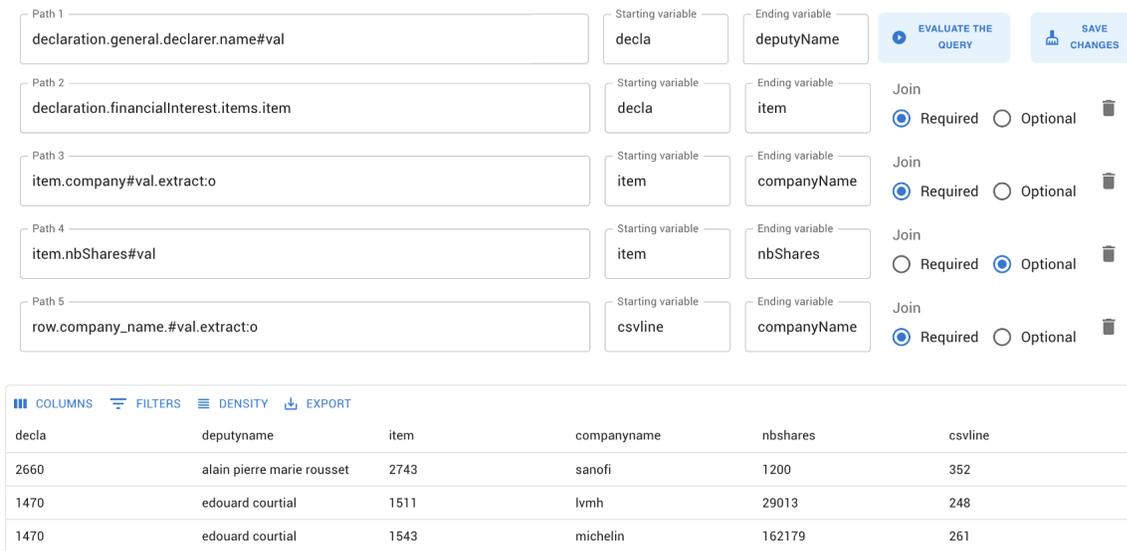 Path 1 Starting variable Ending variable
declaration.general.declarer.name#val decla deputyName EVALUATE THE QUERY SAVE CHANGES
Path 2 Starting variable Ending variable Join
declaration.financialInterest.items.item decla item Required Optional
Path 3 Starting variable Ending variable Join
item.company#val.extract:o item companyName Required Optional
Path 4 Starting variable Ending variable Join
item.nbShares#val item nbShares Required Optional
Path 5 Starting variable Ending variable Join
row.company_name.#val.extract:o csvline companyName Required Optional
COLUMNS FILTERS DENSITY EXPORT
decla deputyname item companyname nbshares csvline
2660 alain pierre marie rousset 2743 sanofi 1200 352
1470 edouard courtial 1511 lvmh 29013 248
1470 edouard courtial 1543 michelin 162179 261